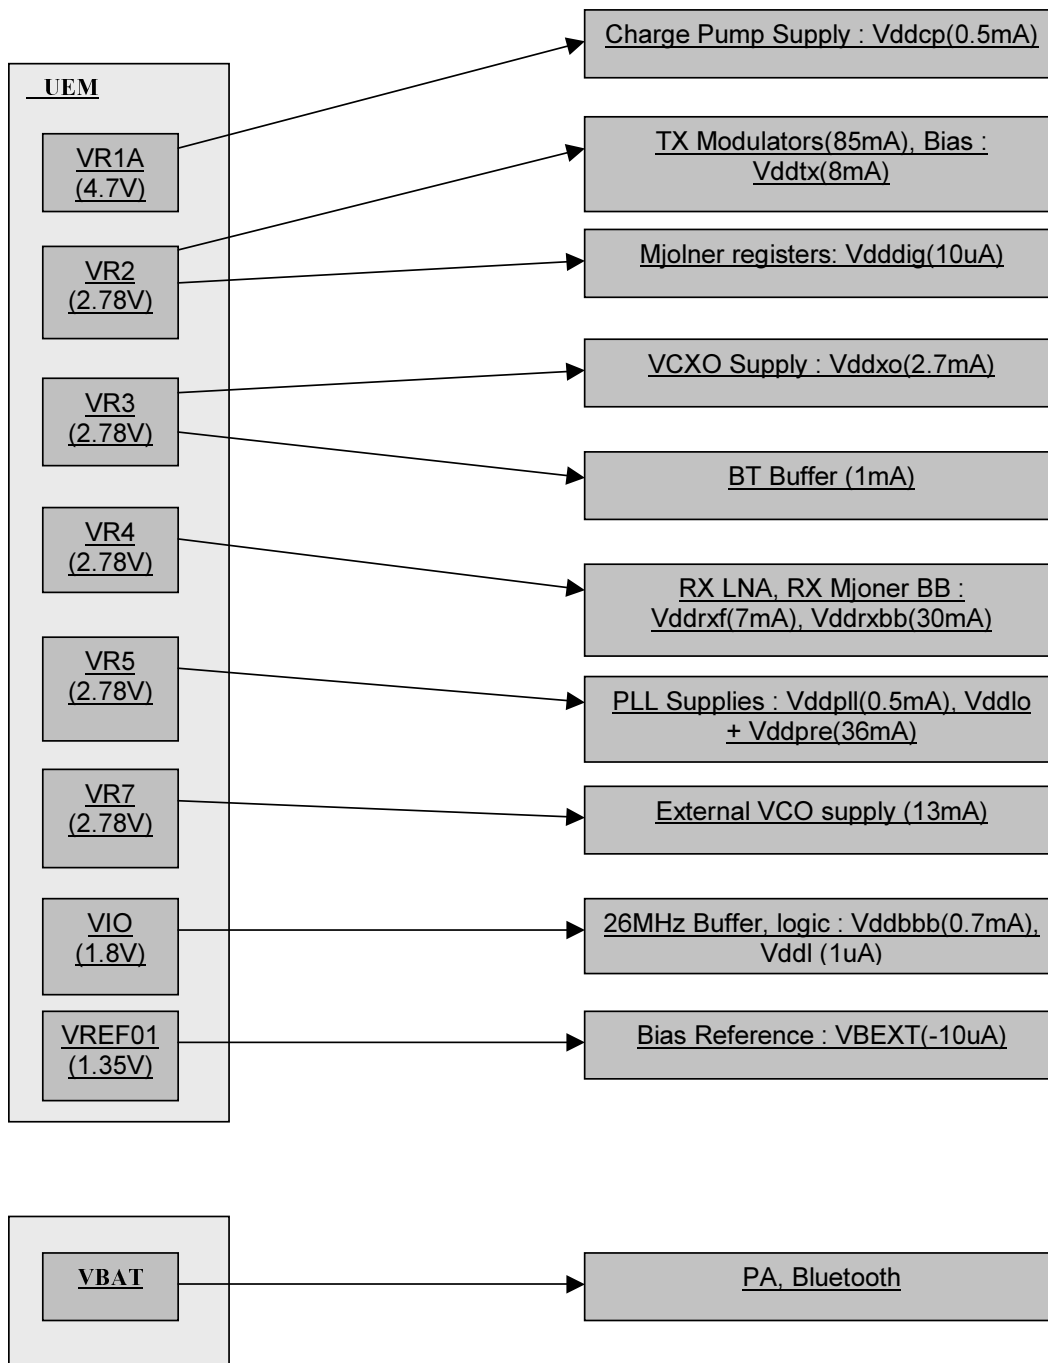 Charge Pump Supply : Vddcp(0.5mA)
UEM
VR1A
(4.7V)
TX Modulators(85mA), Bias :
Vddtx(8mA)
VR2
(2.78V)
Mjolner registers: Vdddig(10uA)
VR3
(2.78V)
VCXO Supply : Vddxo(2.7mA)
BT Buffer (1mA)
VR4
(2.78V)
RX LNA, RX Mjoner BB :
Vddrxf(7mA), Vddrxbb(30mA)
VR5
(2.78V)
PLL Supplies : Vddpll(0.5mA), Vddlo
+ Vddpre(36mA)
VR7
(2.78V)
External VCO supply (13mA)
VIO
(1.8V)
26MHz Buffer, logic : Vddbbb(0.7mA),
Vddl (1uA)
VREF01
(1.35V)
Bias Reference : VBEXT(-10uA)
VBAT
PA, Bluetooth